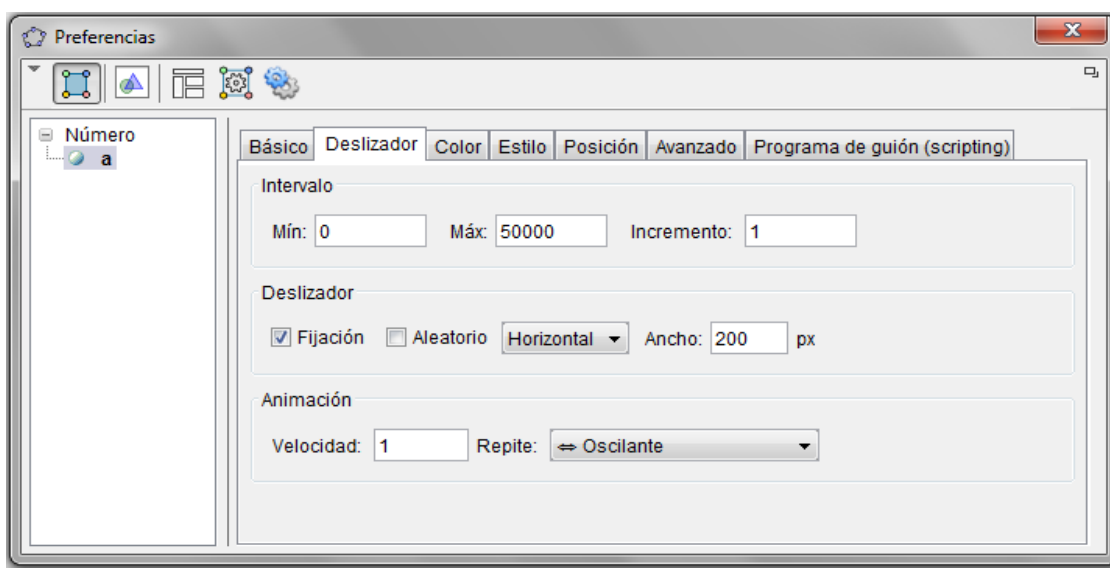 Preferencias
Número
a
Básico Deslizador Color Estilo Posición Avanzado Programa de guión (scripting)
Intervalo
Mín: 0 Máx: 50000 Incremento: 1
Deslizador
Fijación Aleatorio Horizontal Ancho: 200 px
Animación
Velocidad: 1 Repite: ⇔ Oscilante